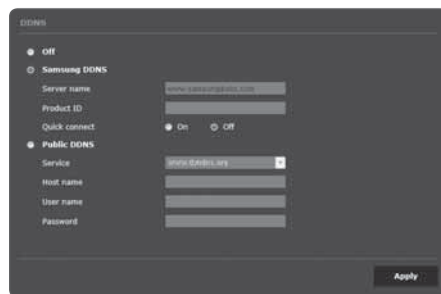 DDNS
Off
Samsung DDNS
Server name www.samsungddns.com
Product ID
Quick connect On Off
Public DDNS
Service www.dyndns.org
Host name
User name
Password
Apply